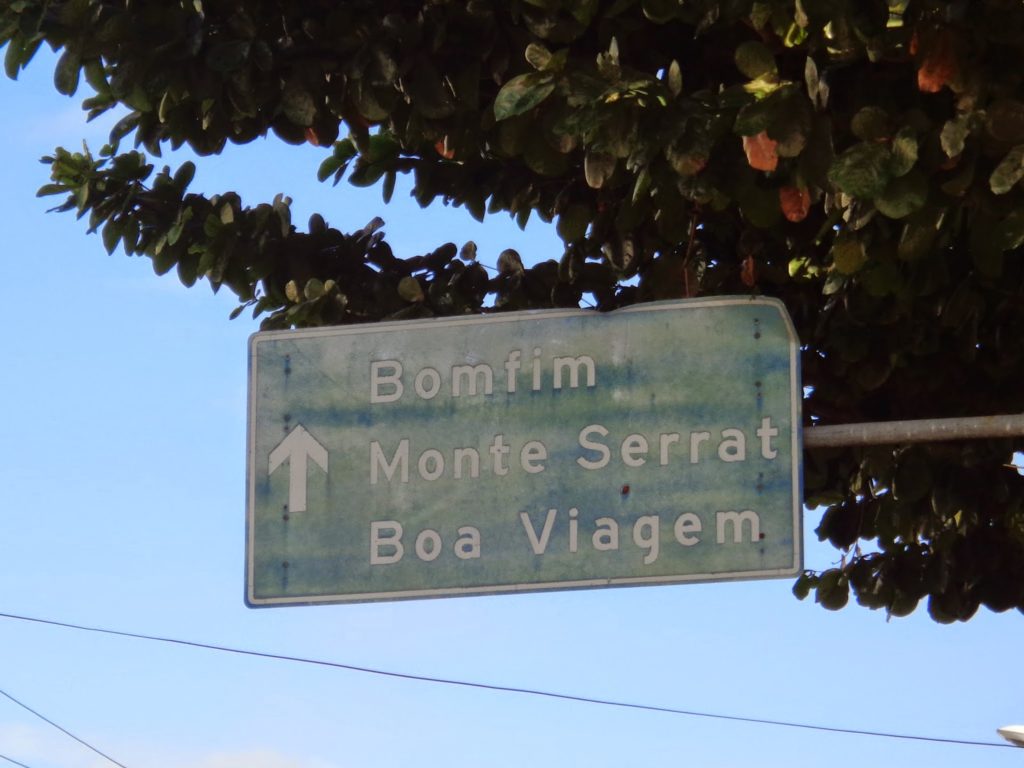 Bomfim
Monte Serrat
Boa Viagem